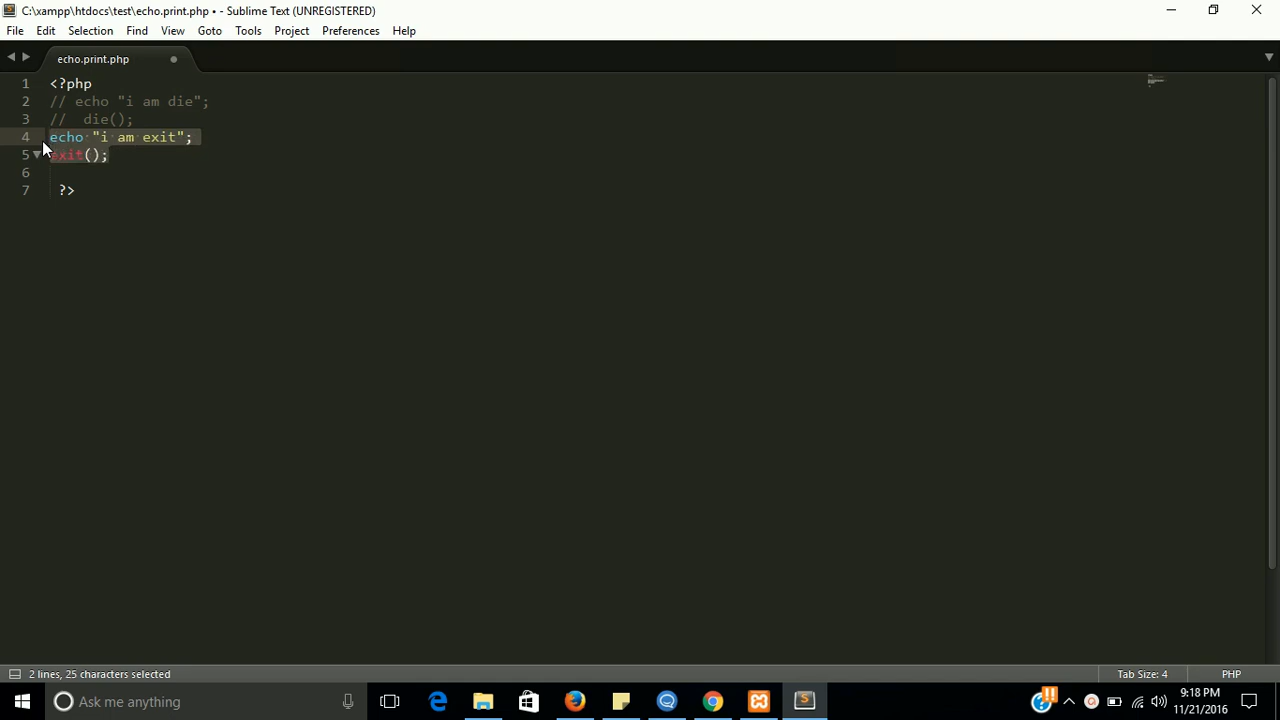 C:\xampp\htdocs\test\echo.print.php • - Sublime Text (UNREGISTERED)
File Edit Selection Find View Goto Tools Project Preferences Help
echo.print.php
1 <?php
2 // echo "i am die";
3 //  die();
4 echo "i am exit";
5 exit();
6
7 ?>
2 lines, 25 characters selected Tab Size: 4 PHP
Ask me anything
9:18 PM
11/21/2016